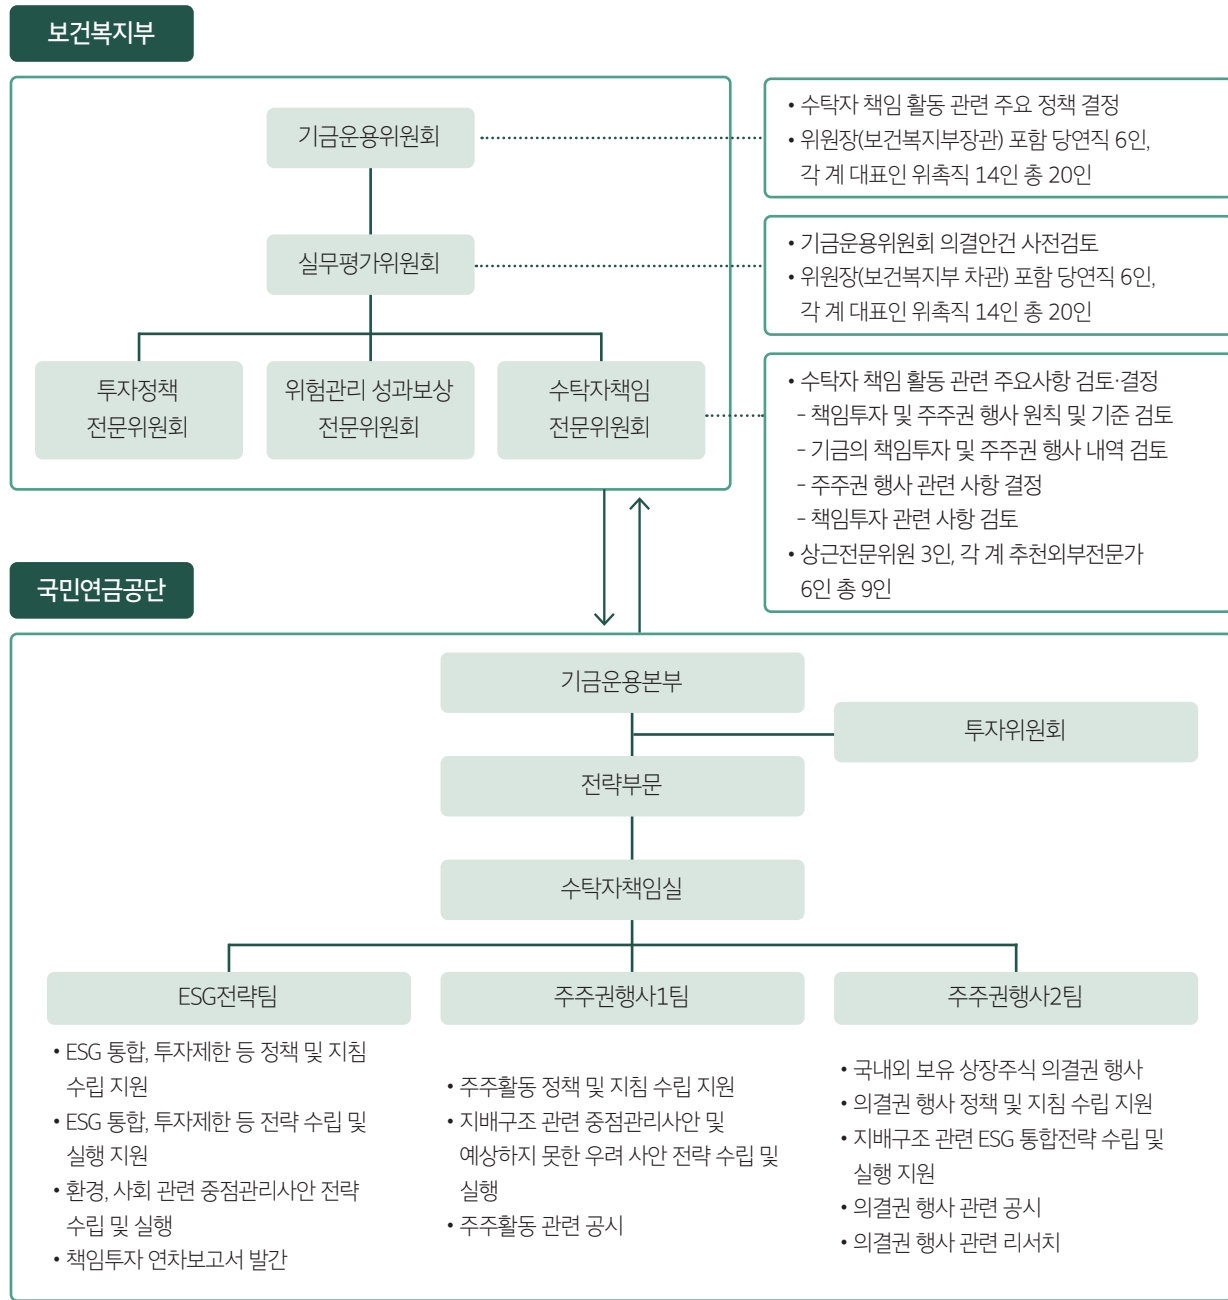 보건복지부
기금운용위원회
• 수탁자 책임 활동 관련 주요 정책 결정
• 위원장(보건복지부장관) 포함 당연직 6인,
각 계 대표인 위촉직 14인 총 20인
실무평가위원회
• 기금운용위원회 의결안건 사전검토
• 위원장(보건복지부 차관) 포함 당연직 6인,
각 계 대표인 위촉직 14인 총 20인
투자정책
전문위원회
위험관리 성과보상
전문위원회
수탁자책임
전문위원회
• 수탁자 책임 활동 관련 주요사항 검토·결정
– 책임투자 및 주주권 행사 원칙 및 기준 검토
– 기금의 책임투자 및 주주권 행사 내역 검토
– 주주권 행사 관련 사항 결정
– 책임투자 관련 사항 검토
• 상근전문위원 3인, 각 계 추천외부전문가
6인 총 9인
국민연금공단
기금운용본부
투자위원회
전략부문
수탁자책임실
ESG전략팀
• ESG 통합, 투자제한 등 정책 및 지침
수립 지원
• ESG 통합, 투자제한 등 전략 수립 및
실행 지원
• 환경, 사회 관련 중점관리사안 전략
수립 및 실행
• 책임투자 연차보고서 발간
주주권행사1팀
• 주주활동 정책 및 지침 수립 지원
• 지배구조 관련 중점관리사안 및
예상하지 못한 우려 사안 전략 수립 및
실행
• 주주활동 관련 공시
주주권행사2팀
• 국내외 보유 상장주식 의결권 행사
• 의결권 행사 정책 및 지침 수립 지원
• 지배구조 관련 ESG 통합전략 수립 및
실행 지원
• 의결권 행사 관련 공시
• 의결권 행사 관련 리서치